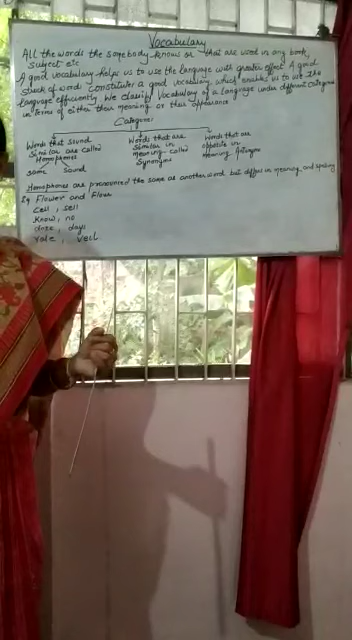 Vocabulary
All the words the somebody knows or that are used in any book,
subject etc
A good vocabulary helps us to use the language with greater effect A good
stock of word constitutes a good vocabulary which enables us to use the
language efficiently We classify Vocabulary of a language under different categories
in terms of either their meaning or their appearance
Categories
Words that sound Words that are Words that are
Similar are called Similar in opposite in
Homophones meaning called meaning
same sound Synonyms
Homophones are pronounced the same as another word but differ in meaning and spelling
Eg Flower and Flour
Cell, sell
Know, no
days
Vale, Veil